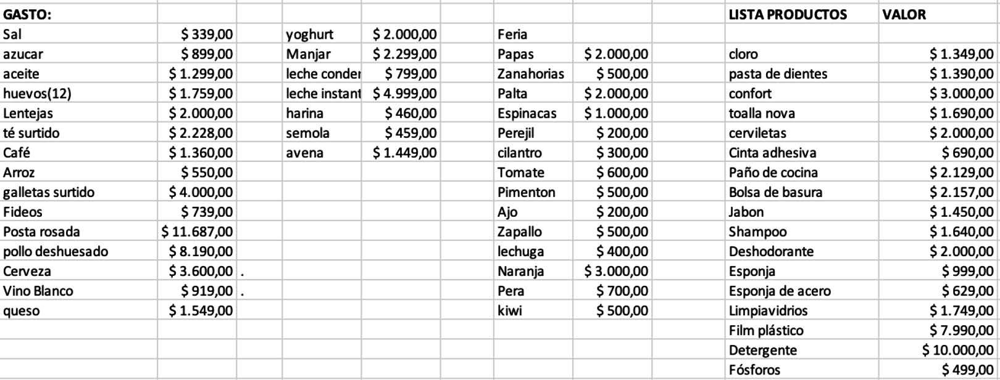 GASTO: LISTA PRODUCTOS VALOR
Sal $ 339,00 yoghurt $ 2.000,00 Feria
azucar $ 899,00 Manjar $ 2.299,00 Papas $ 2.000,00 cloro $ 1.349,00
aceite $ 1.299,00 leche conder $ 799,00 Zanahorias $ 500,00 pasta de dientes $ 1.390,00
huevos(12) $ 1.759,00 leche instant $ 4.999,00 Palta $ 2.000,00 confort $ 3.000,00
Lentejas $ 2.000,00 harina $ 460,00 Espinacas $ 1.000,00 toalla nova $ 1.690,00
té surtido $ 2.228,00 semola $ 459,00 Perejil $ 200,00 cerviletas $ 2.000,00
Café $ 1.360,00 avena $ 1.449,00 cilantro $ 300,00 Cinta adhesiva $ 690,00
Arroz $ 550,00 Tomate $ 600,00 Paño de cocina $ 2.129,00
galletas surtido $ 4.000,00 Pimenton $ 500,00 Bolsa de basura $ 2.157,00
Fideos $ 739,00 Ajo $ 200,00 Jabon $ 1.450,00
Posta rosada $ 11.687,00 Zapallo $ 500,00 Shampoo $ 1.640,00
pollo deshuesado $ 8.190,00 lechuga $ 400,00 Deshodorante $ 2.000,00
Cerveza $ 3.600,00 . Naranja $ 3.000,00 Esponja $ 999,00
Vino Blanco $ 919,00 . Pera $ 700,00 Esponja de acero $ 629,00
queso $ 1.549,00 kiwi $ 500,00 Limpiavidrios $ 1.749,00
Film plástico $ 7.990,00
Detergente $ 10.000,00
Fósforos $ 499,00